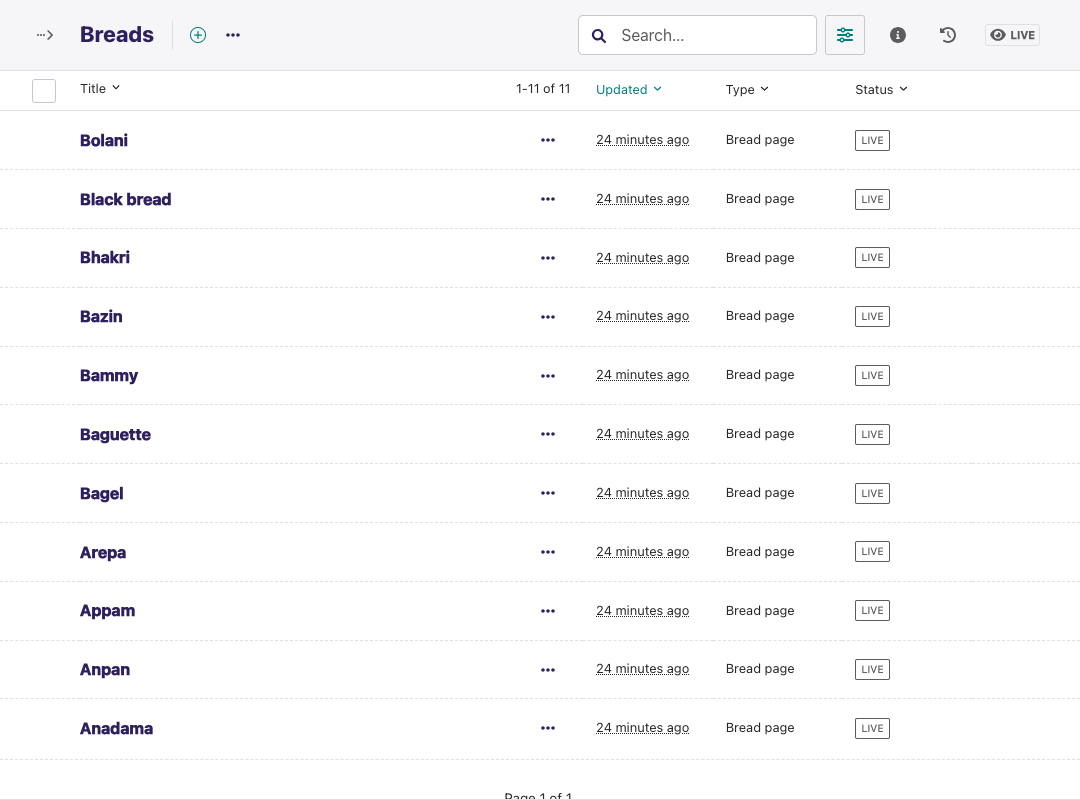 Breads
Search...
LIVE
Title
1-11 of 11
Updated
Type
Status
Bolani 24 minutes ago Bread page LIVE
Black bread 24 minutes ago Bread page LIVE
Bhakri 24 minutes ago Bread page LIVE
Bazin 24 minutes ago Bread page LIVE
Bammy 24 minutes ago Bread page LIVE
Baguette 24 minutes ago Bread page LIVE
Bagel 24 minutes ago Bread page LIVE
Arepa 24 minutes ago Bread page LIVE
Appam 24 minutes ago Bread page LIVE
Anpan 24 minutes ago Bread page LIVE
Anadama 24 minutes ago Bread page LIVE
Page 1 of 1